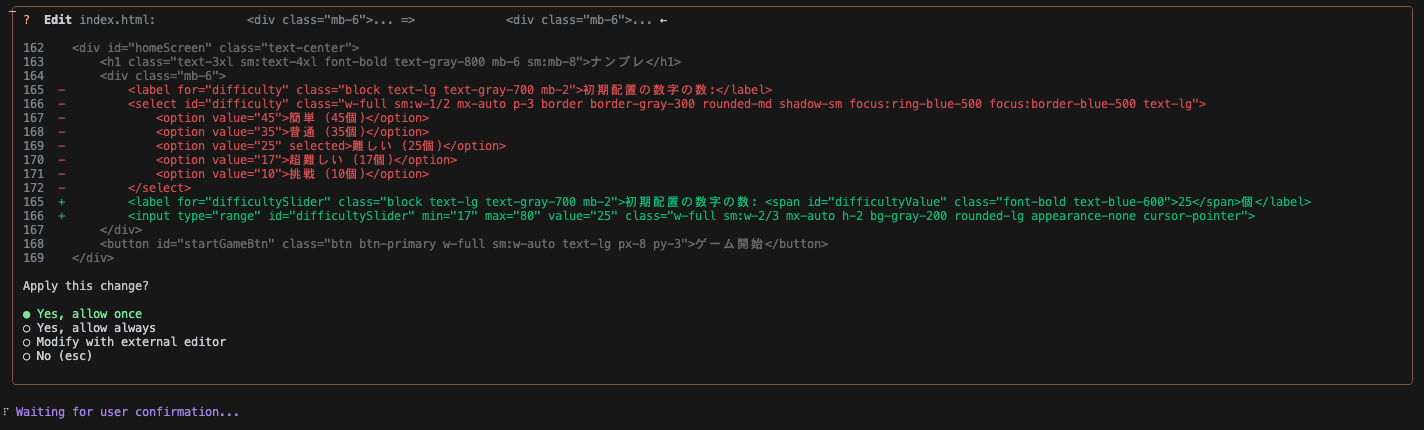 ? Edit index.html: <div class="mb-6">... => <div class="mb-6">... ←
162 <div id="homeScreen" class="text-center">
163 <h1 class="text-3xl sm:text-4xl font-bold text-gray-800 mb-6 sm:mb-8">ナンプレ</h1>
164 <div class="mb-6">
165 - <label for="difficulty" class="block text-lg text-gray-700 mb-2">初期配置の数字の数:</label>
166 - <select id="difficulty" class="w-full sm:w-1/2 mx-auto p-3 border border-gray-300 rounded-md shadow-sm focus:ring-blue-500 focus:border-blue-500 text-lg">
167 - <option value="45">簡単 (45個)</option>
168 - <option value="35">普通 (35個)</option>
169 - <option value="25" selected>難しい (25個)</option>
170 - <option value="17">超難しい (17個)</option>
171 - <option value="10">挑戦 (10個)</option>
172 - </select>
165 + <label for="difficultySlider" class="block text-lg text-gray-700 mb-2">初期配置の数字の数: <span id="difficultyValue" class="font-bold text-blue-600">25</span>個</label>
166 + <input type="range" id="difficultySlider" min="17" max="80" value="25" class="w-full sm:w-2/3 mx-auto h-2 bg-gray-200 rounded-lg appearance-none cursor-pointer">
167 </div>
168 <button id="startGameBtn" class="btn btn-primary w-full sm:w-auto text-lg px-8 py-3">ゲーム開始</button>
169 </div>
Apply this change?
● Yes, allow once
○ Yes, allow always
○ Modify with external editor
○ No (esc)
⠏ Waiting for user confirmation...